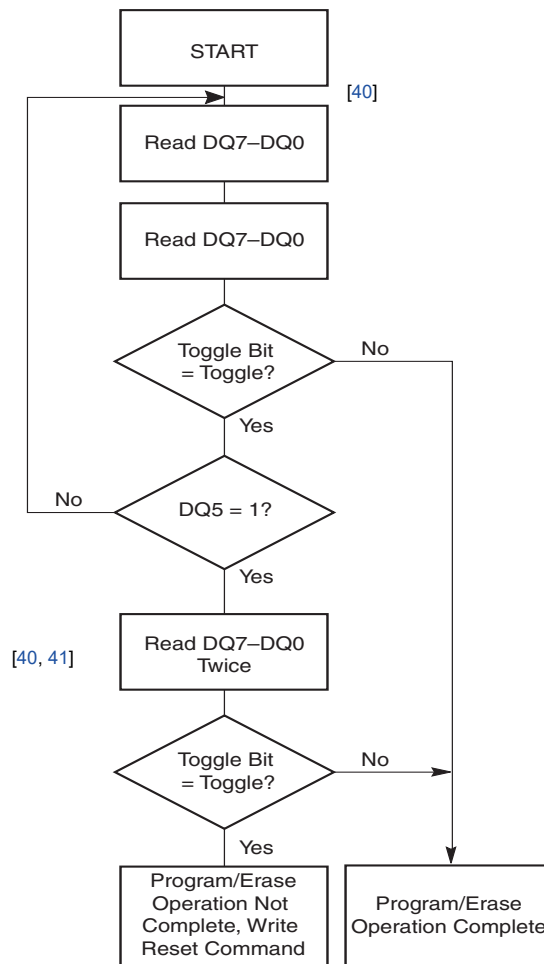 START
[40]
Read DQ7–DQ0
Read DQ7–DQ0
Toggle Bit
= Toggle?
No
Yes
No
DQ5 = 1?
Yes
[40, 41]
Read DQ7–DQ0
Twice
Toggle Bit
= Toggle?
No
Yes
Program/Erase
Operation Not
Complete, Write
Reset Command
Program/Erase
Operation Complete